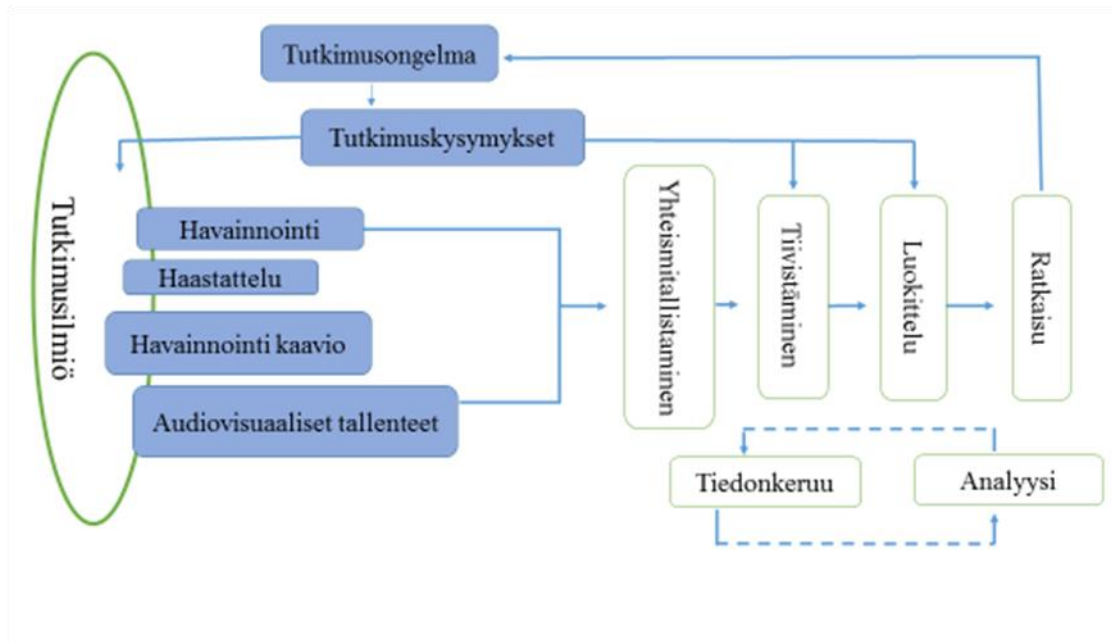 Tutkimusongelma
Tutkimuskysymykset
Tutkimusilmiö
Havainnointi
Haastattelu
Havainnointi kaavio
Audiovisuaaliset tallenteet
Yhteismitallistaminen
Tiivistäminen
Luokittelu
Ratkaisu
Tiedonkeruu
Analyysi